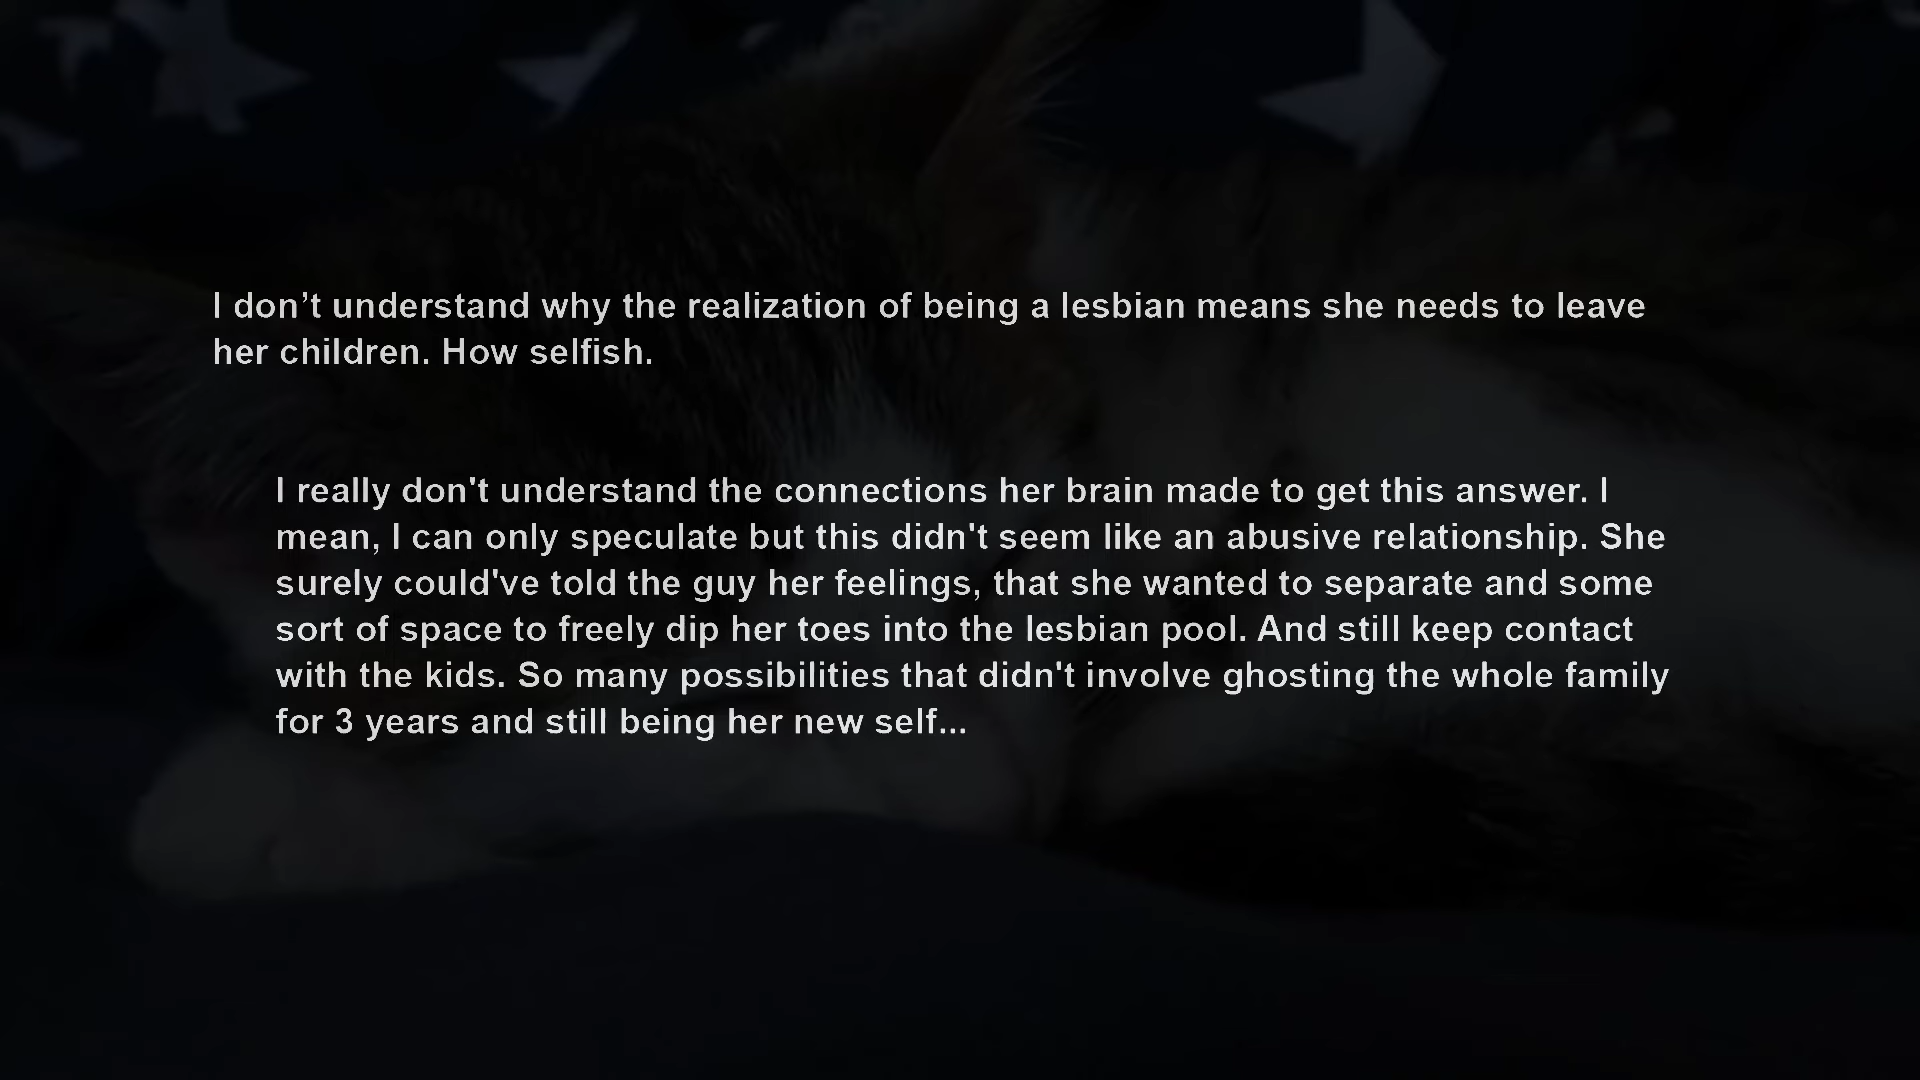 I don’t understand why the realization of being a lesbian means she needs to leave
her children. How selfish.
I really don't understand the connections her brain made to get this answer. I
mean, I can only speculate but this didn't seem like an abusive relationship. She
surely could've told the guy her feelings, that she wanted to separate and some
sort of space to freely dip her toes into the lesbian pool. And still keep contact
with the kids. So many possibilities that didn't involve ghosting the whole family
for 3 years and still being her new self...